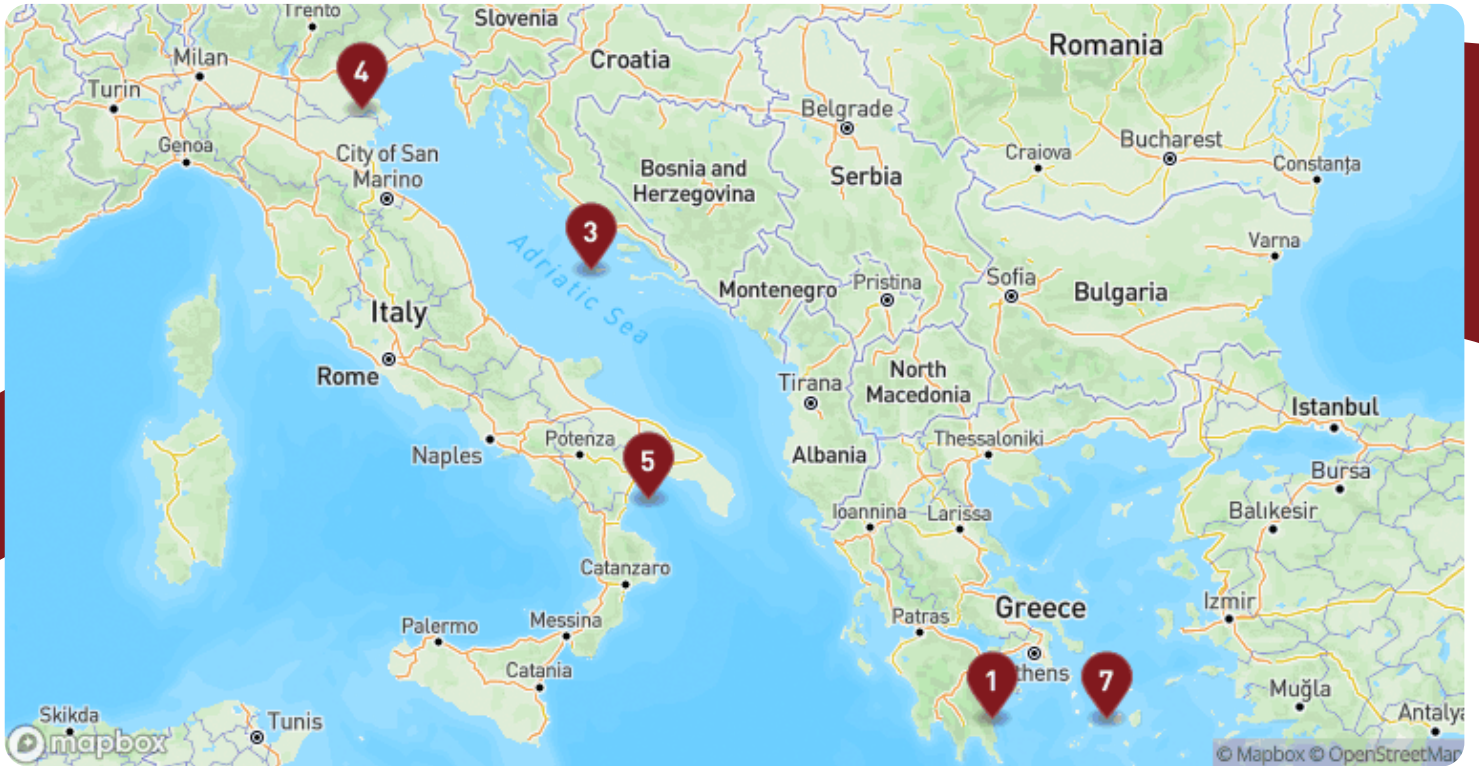 Trento
Slovenia
Croatia
Romania
Milan
4
Turin
Belgrade
Bucharest
Genoa
City of San
Marino
Craiova
Constanța
Bosnia and
Herzegovina
Serbia
3
Varna
Adriatic Sea
Montenegro
Pristina
Sofia
Bulgaria
Italy
Rome
Tirana
North
Macedonia
Istanbul
Naples
Potenza
5
Albania
Thessaloniki
Bursa
Ioannina
Larissa
Balıkesir
Catanzaro
Greece
Izmir
Palermo
Messina
Patras
Catania
1
thens
7
Muğla
Skikda
Tunis
Antalya
mapbox
© Mapbox © OpenStreetMap